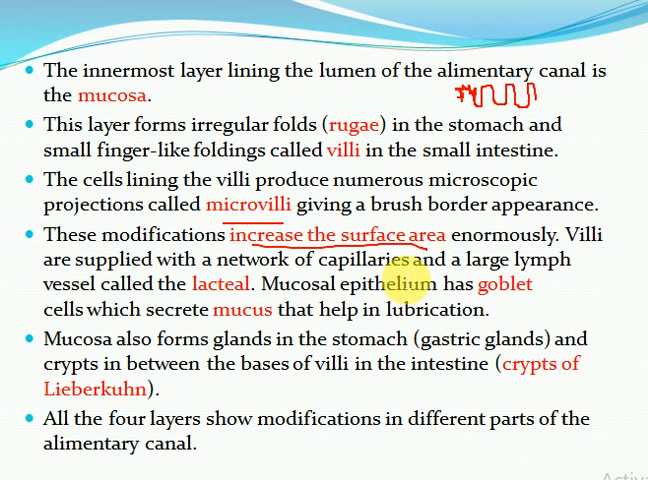 • The innermost layer lining the lumen of the alimentary canal is
the mucosa.
• This layer forms irregular folds (rugae) in the stomach and
small finger-like foldings called villi in the small intestine.
• The cells lining the villi produce numerous microscopic
projections called microvilli giving a brush border appearance.
• These modifications increase the surface area enormously. Villi
are supplied with a network of capillaries and a large lymph
vessel called the lacteal. Mucosal epithelium has goblet
cells which secrete mucus that help in lubrication.
• Mucosa also forms glands in the stomach (gastric glands) and
crypts in between the bases of villi in the intestine (crypts of
Lieberkuhn).
• All the four layers show modifications in different parts of the
alimentary canal.